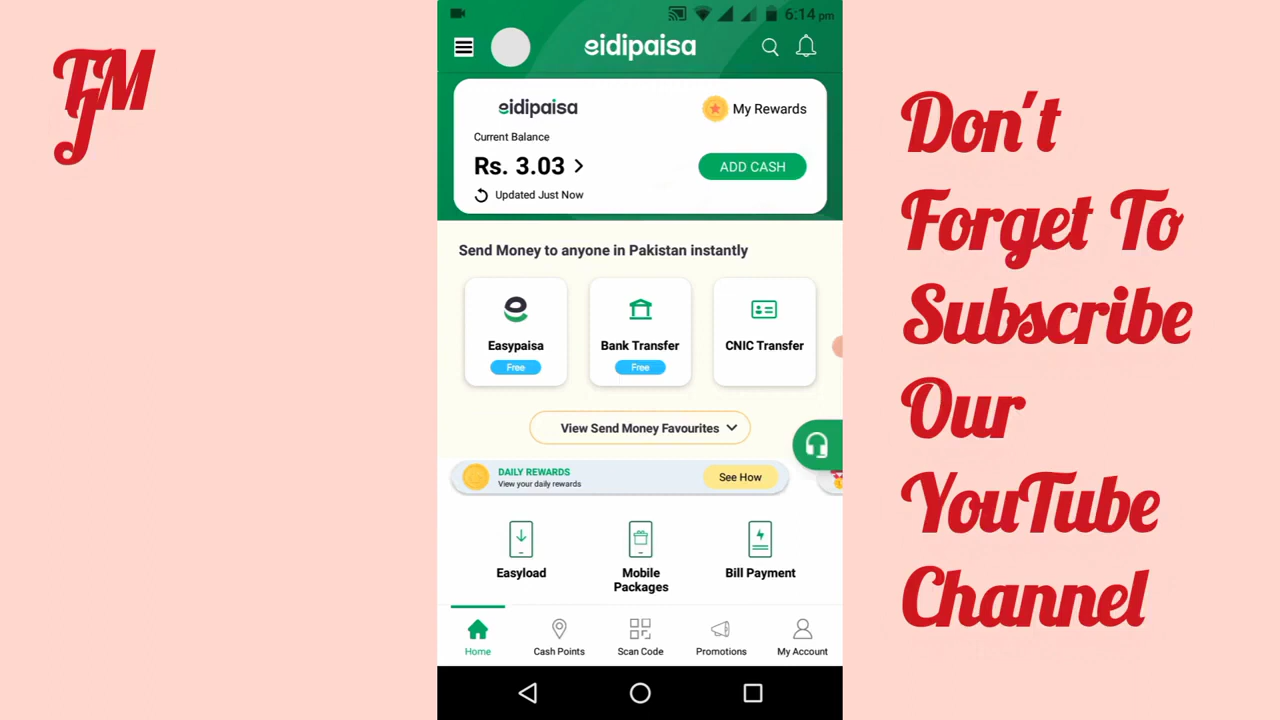 TMJ
6:14 pm
eidipaisa
eidipaisa
My Rewards
Current Balance
Rs. 3.03
ADD CASH
Updated Just Now
Send Money to anyone in Pakistan instantly
Easypaisa
Free
Bank Transfer
Free
CNIC Transfer
View Send Money Favourites
DAILY REWARDS
View your daily rewards
See How
Easyload
Mobile
Packages
Bill Payment
Home
Cash Points
Scan Code
Promotions
My Account
Don't
Forget To
Subscribe
Our
YouTube
Channel